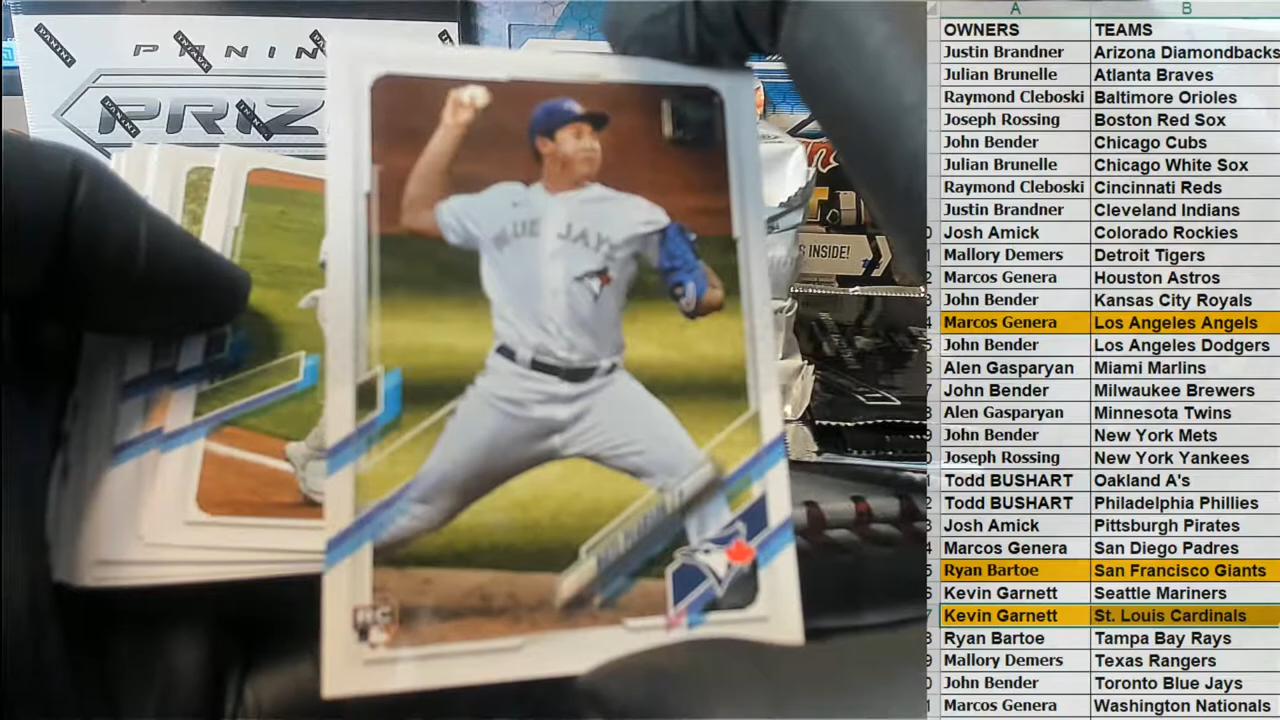 PANINI
PANINI
PANINI
PRIZ
PANINI
PANINI
BLUE JAYS
RC
INSIDE!
A B
OWNERS TEAMS
Justin Brandner Arizona Diamondbacks
Julian Brunelle Atlanta Braves
Raymond Cleboski Baltimore Orioles
Joseph Rossing Boston Red Sox
John Bender Chicago Cubs
Julian Brunelle Chicago White Sox
Raymond Cleboski Cincinnati Reds
Justin Brandner Cleveland Indians
Josh Amick Colorado Rockies
Mallory Demers Detroit Tigers
Marcos Genera Houston Astros
John Bender Kansas City Royals
Marcos Genera Los Angeles Angels
John Bender Los Angeles Dodgers
Alen Gasparyan Miami Marlins
John Bender Milwaukee Brewers
Alen Gasparyan Minnesota Twins
John Bender New York Mets
Joseph Rossing New York Yankees
Todd BUSHART Oakland A's
Todd BUSHART Philadelphia Phillies
Josh Amick Pittsburgh Pirates
Marcos Genera San Diego Padres
Ryan Bartoe San Francisco Giants
Kevin Garnett Seattle Mariners
Kevin Garnett St. Louis Cardinals
Ryan Bartoe Tampa Bay Rays
Mallory Demers Texas Rangers
John Bender Toronto Blue Jays
Marcos Genera Washington Nationals